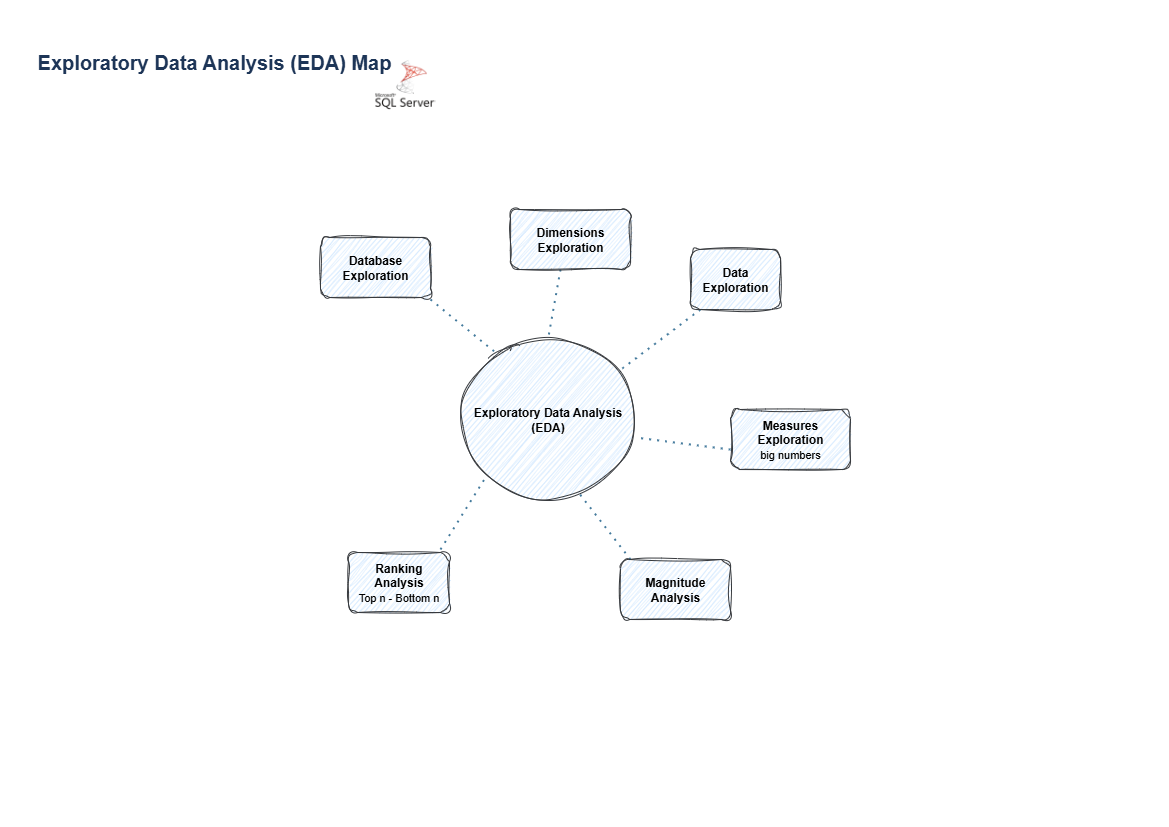 Exploratory Data Analysis (EDA) Map
Microsoft®
SQL Server
Dimensions
Exploration
Database
Exploration
Data
Exploration
Exploratory Data Analysis
(EDA)
Measures
Exploration
big numbers
Ranking
Analysis
Top n - Bottom n
Magnitude
Analysis